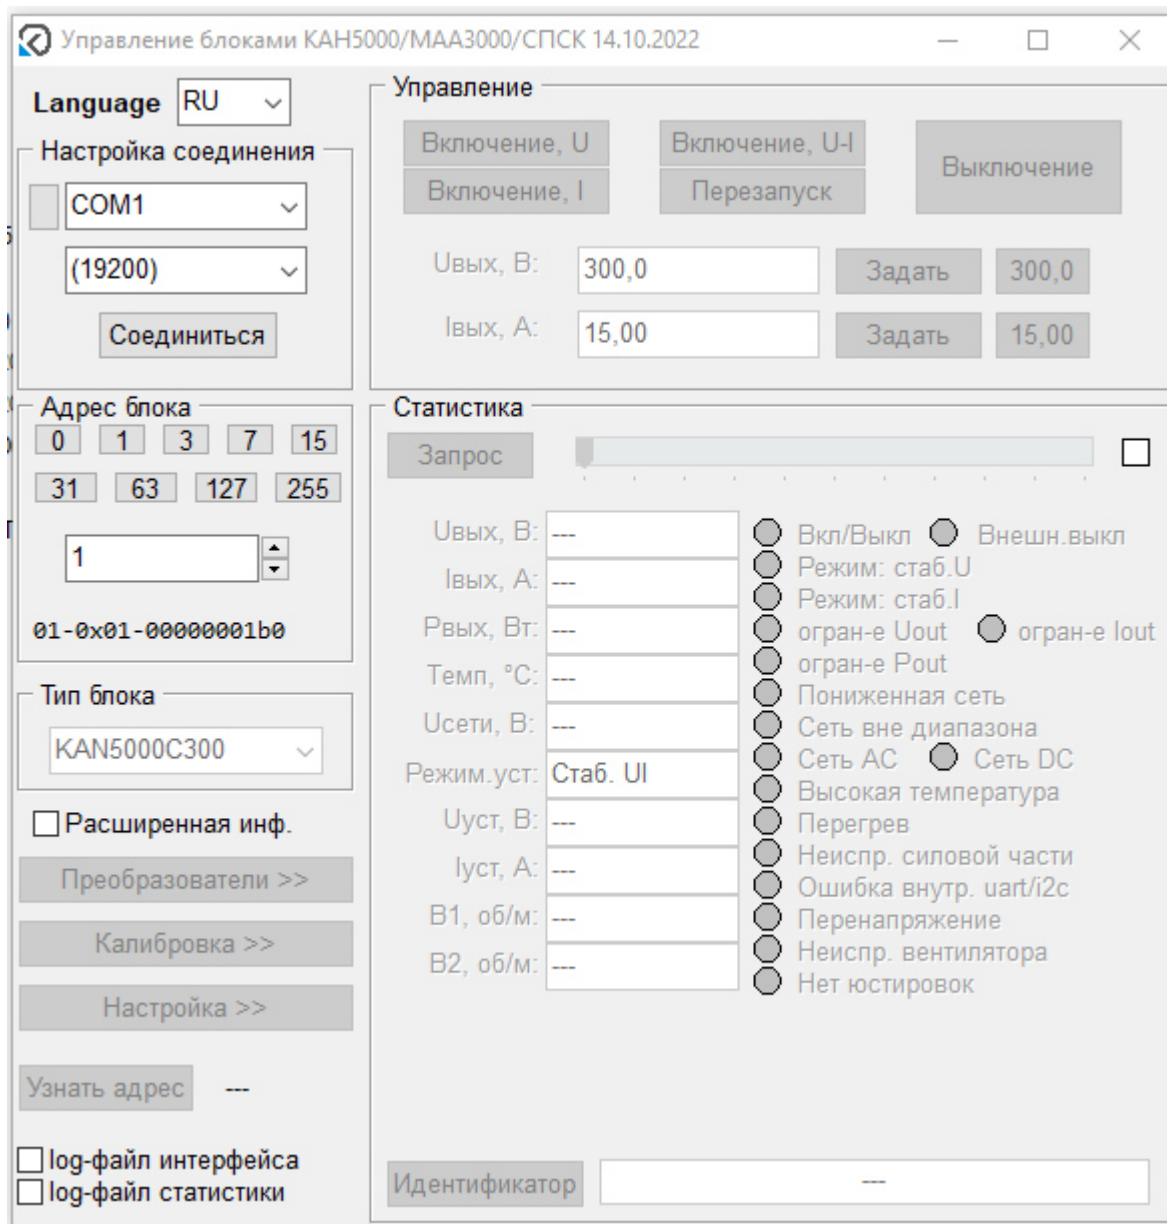 Управление блоками КАН5000/МАА3000/СПСК 14.10.2022
Language RU
Настройка соединения
COM1
(19200)
Соединиться
Управление
Включение, U
Включение, U-I
Выключение
Включение, I
Перезапуск
Uвых, В: 300,0 Задать 300,0
Iвых, А: 15,00 Задать 15,00
Адрес блока
0 1 3 7 15
31 63 127 255
1
01-0x01-00000001b0
Тип блока
KAN5000C300
Расширенная инф.
Преобразователи >>
Калибровка >>
Настройка >>
Узнать адрес ---
log-файл интерфейса
log-файл статистики
Статистика
Запрос
Uвых, В: ---
Iвых, А: ---
Pвых, Вт: ---
Темп, °С: ---
Uсети, В: ---
Режим.уст: Стаб. UI
Uуст, В: ---
Iуст, А: ---
В1, об/м: ---
В2, об/м: ---
Вкл/Выкл Внешн.выкл
Режим: стаб.U
Режим: стаб.I
огран-е Uout огран-е Iout
огран-е Pout
Пониженная сеть
Сеть вне диапазона
Сеть AC Сеть DC
Высокая температура
Перегрев
Неиспр. силовой части
Ошибка внутр. uart/i2c
Перенапряжение
Неиспр. вентилятора
Нет юстировок
Идентификатор ---